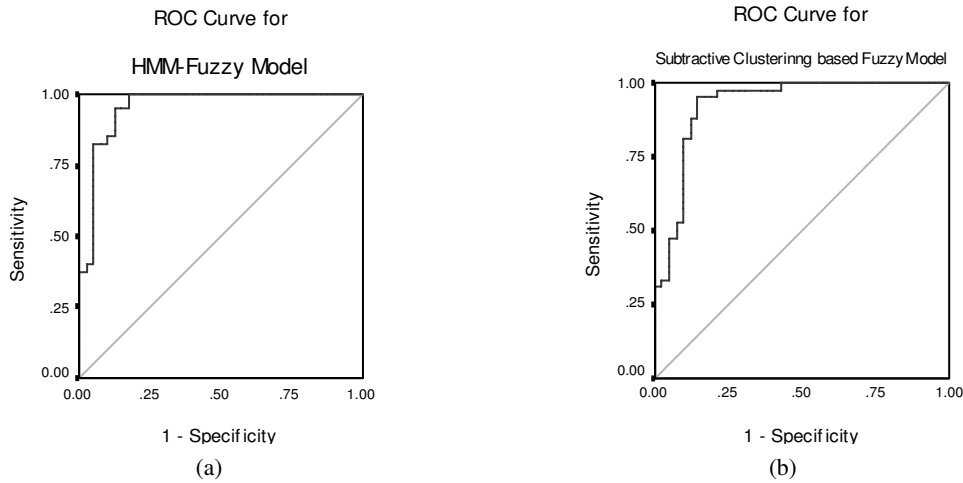 ROC Curve for
HMM-Fuzzy Model
1.00
.75
.50
.25
0.00
Sensitivity
0.00 .25 .50 .75 1.00
1 - Specificity
(a)
ROC Curve for
Subtractive Clusterinng based Fuzzy Model
1.00
.75
.50
.25
0.00
Sensitivity
0.00 .25 .50 .75 1.00
1 - Specificity
(b)